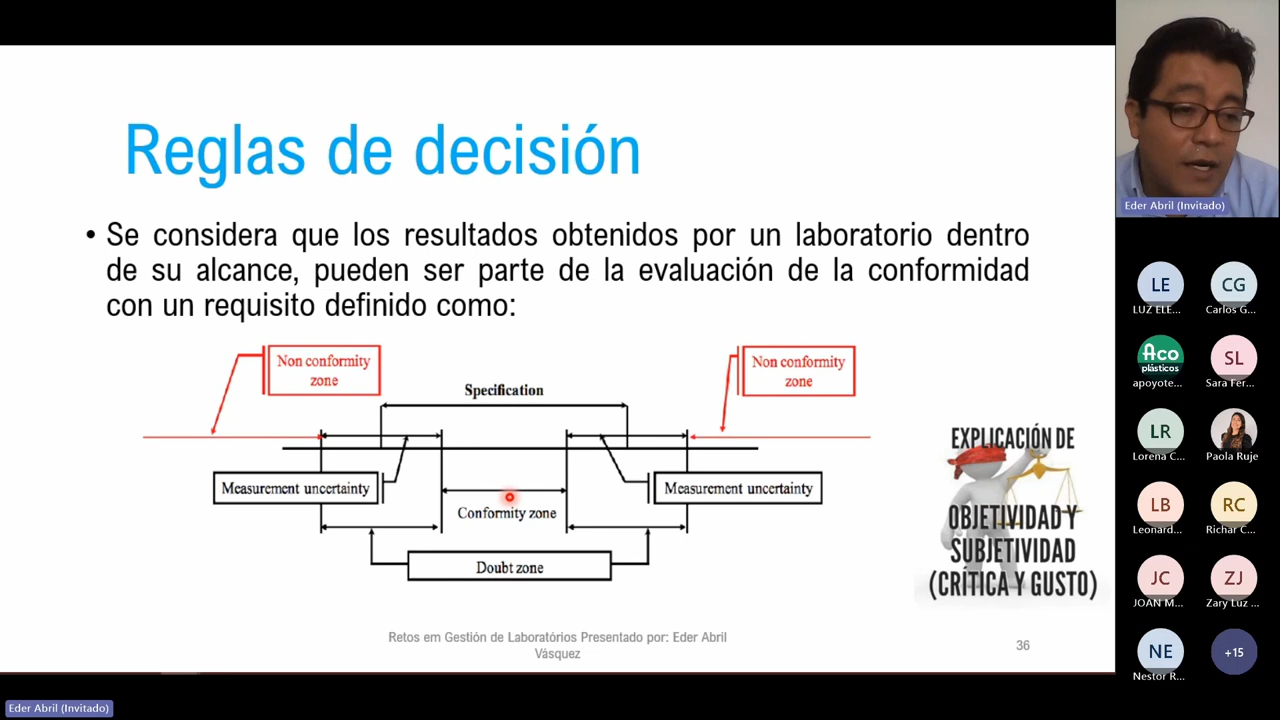 Reglas de decisión
• Se considera que los resultados obtenidos por un laboratorio dentro
de su alcance, pueden ser parte de la evaluación de la conformidad
con un requisito definido como:
Non conformity
zone
Specification
Non conformity
zone
Measurement uncertainty
Conformity zone
Measurement uncertainty
Doubt zone
EXPLICACIÓN DE
OBJETIVIDAD Y
SUBJETIVIDAD
(CRÍTICA Y GUSTO)
Retos em Gestión de Laboratórios Presentado por: Eder Abril
Vásquez
36
Eder Abril (Invitado)
LE
LUZ ELE...
CG
Carlos G...
Aco
plásticos
apoyote...
SL
Sara Fer...
LR
Lorena C...
Paola Ruje
LB
Leonard...
RC
Richar C...
JC
JOAN M...
ZJ
Zary Luz ...
NE
Nestor R...
+15
Eder Abril (Invitado)